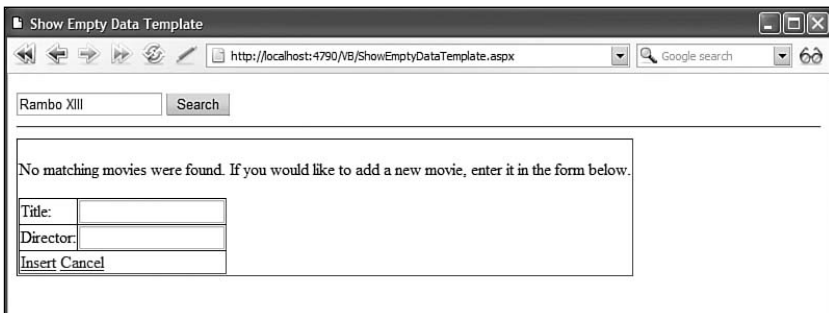 Show Empty Data Template
http://localhost:4790/VB/ShowEmptyDataTemplate.aspx
Google search
Rambo XIII
Search
No matching movies were found. If you would like to add a new movie, enter it in the form below.
Title:
Director:
Insert Cancel